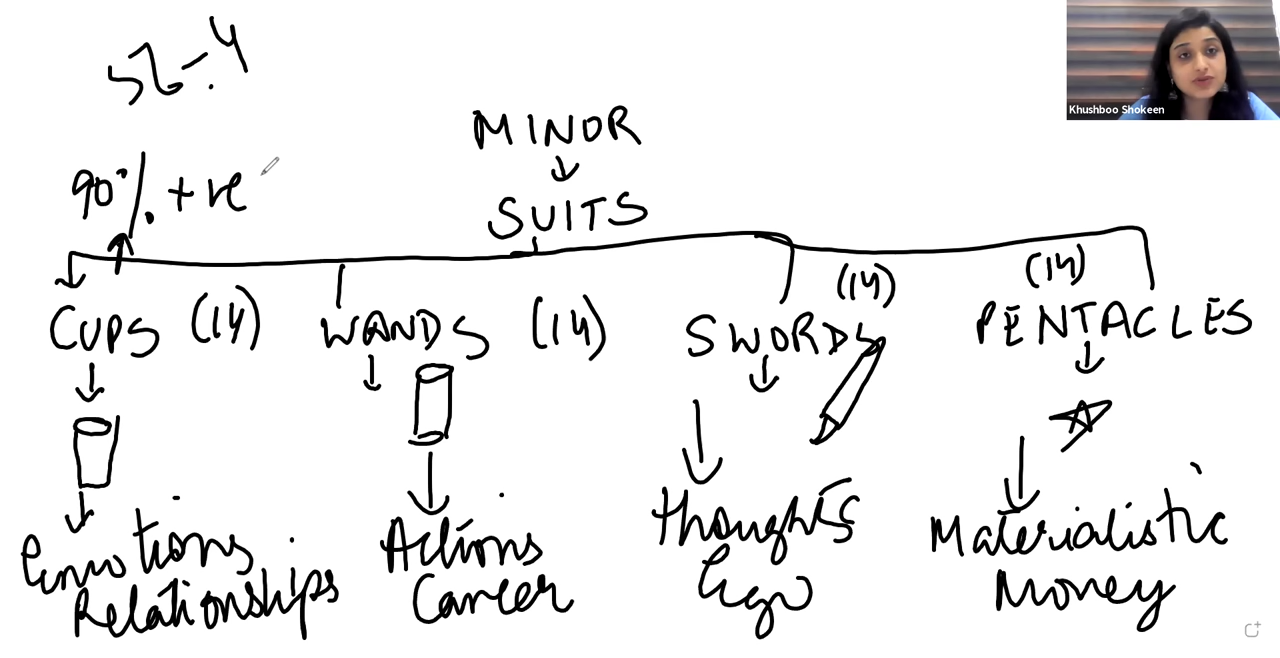 Khushboo Shokeen
52-4
MINOR
SUITS
90% +ve
CUPS (14)
WANDS (14)
SWORDS (14)
PENTACLES (14)
Emotions
Relationships
Actions
Career
Thoughts
Ego
Materialistic
Money